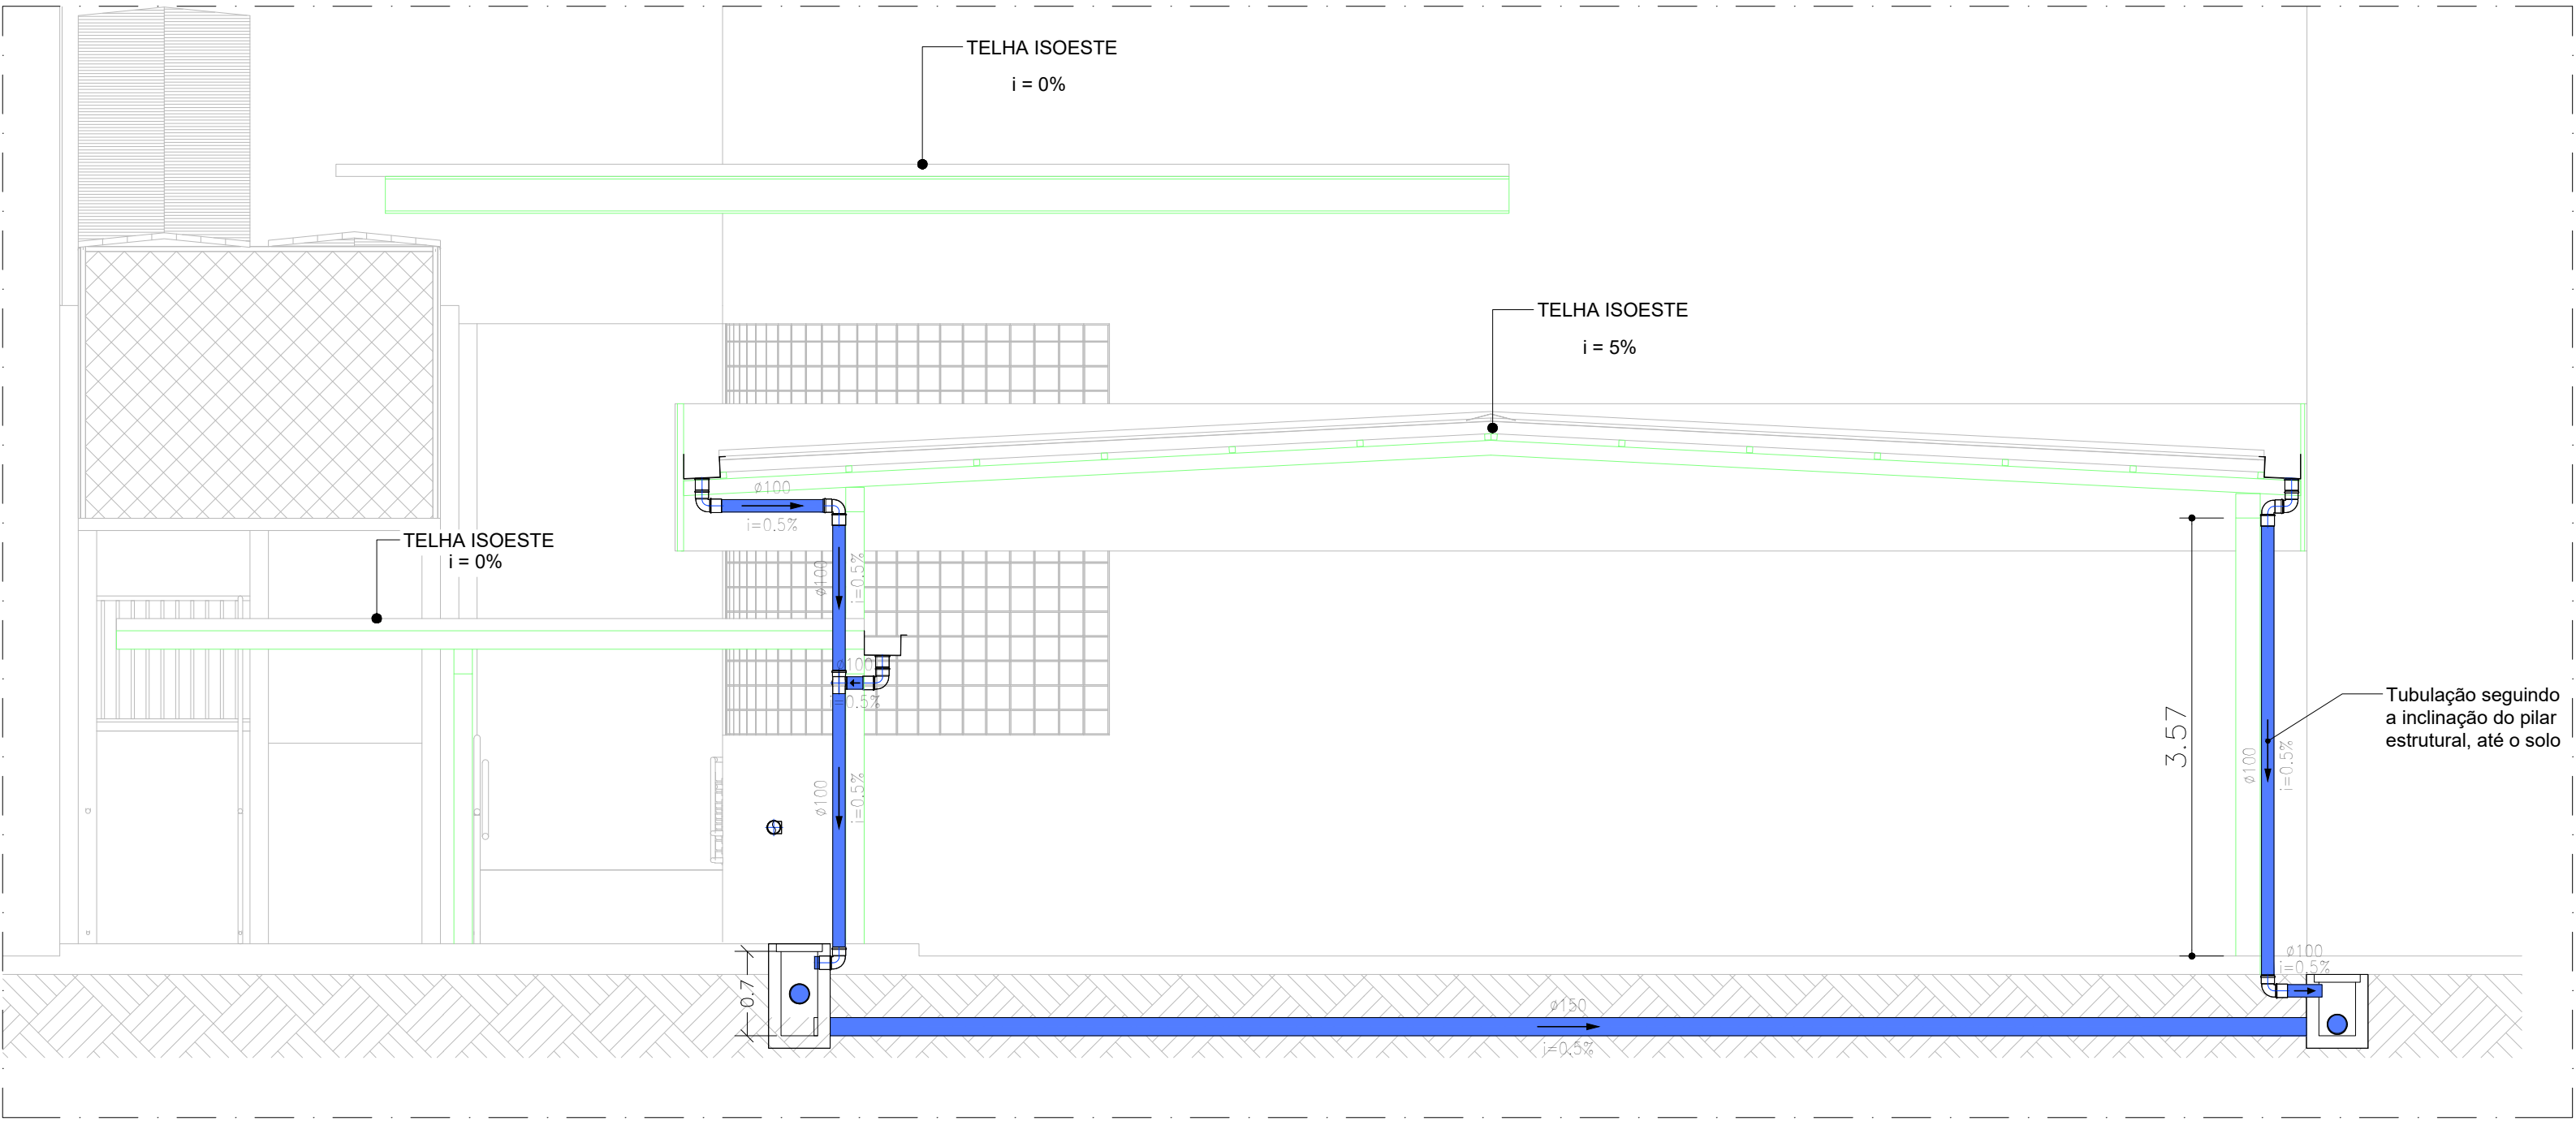 TELHA ISOESTE
i = 0%
TELHA ISOESTE
i = 5%
ø100
i=0.5%
TELHA ISOESTE
i = 0%
ø100
i=0.5%
ø100
i=0.5%
ø100
i=0.5%
3.57
Tubulação seguindo
a inclinação do pilar
estrutural, até o solo
ø100
i=0.5%
ø100
i=0.5%
0.7
ø150
i=0.5%